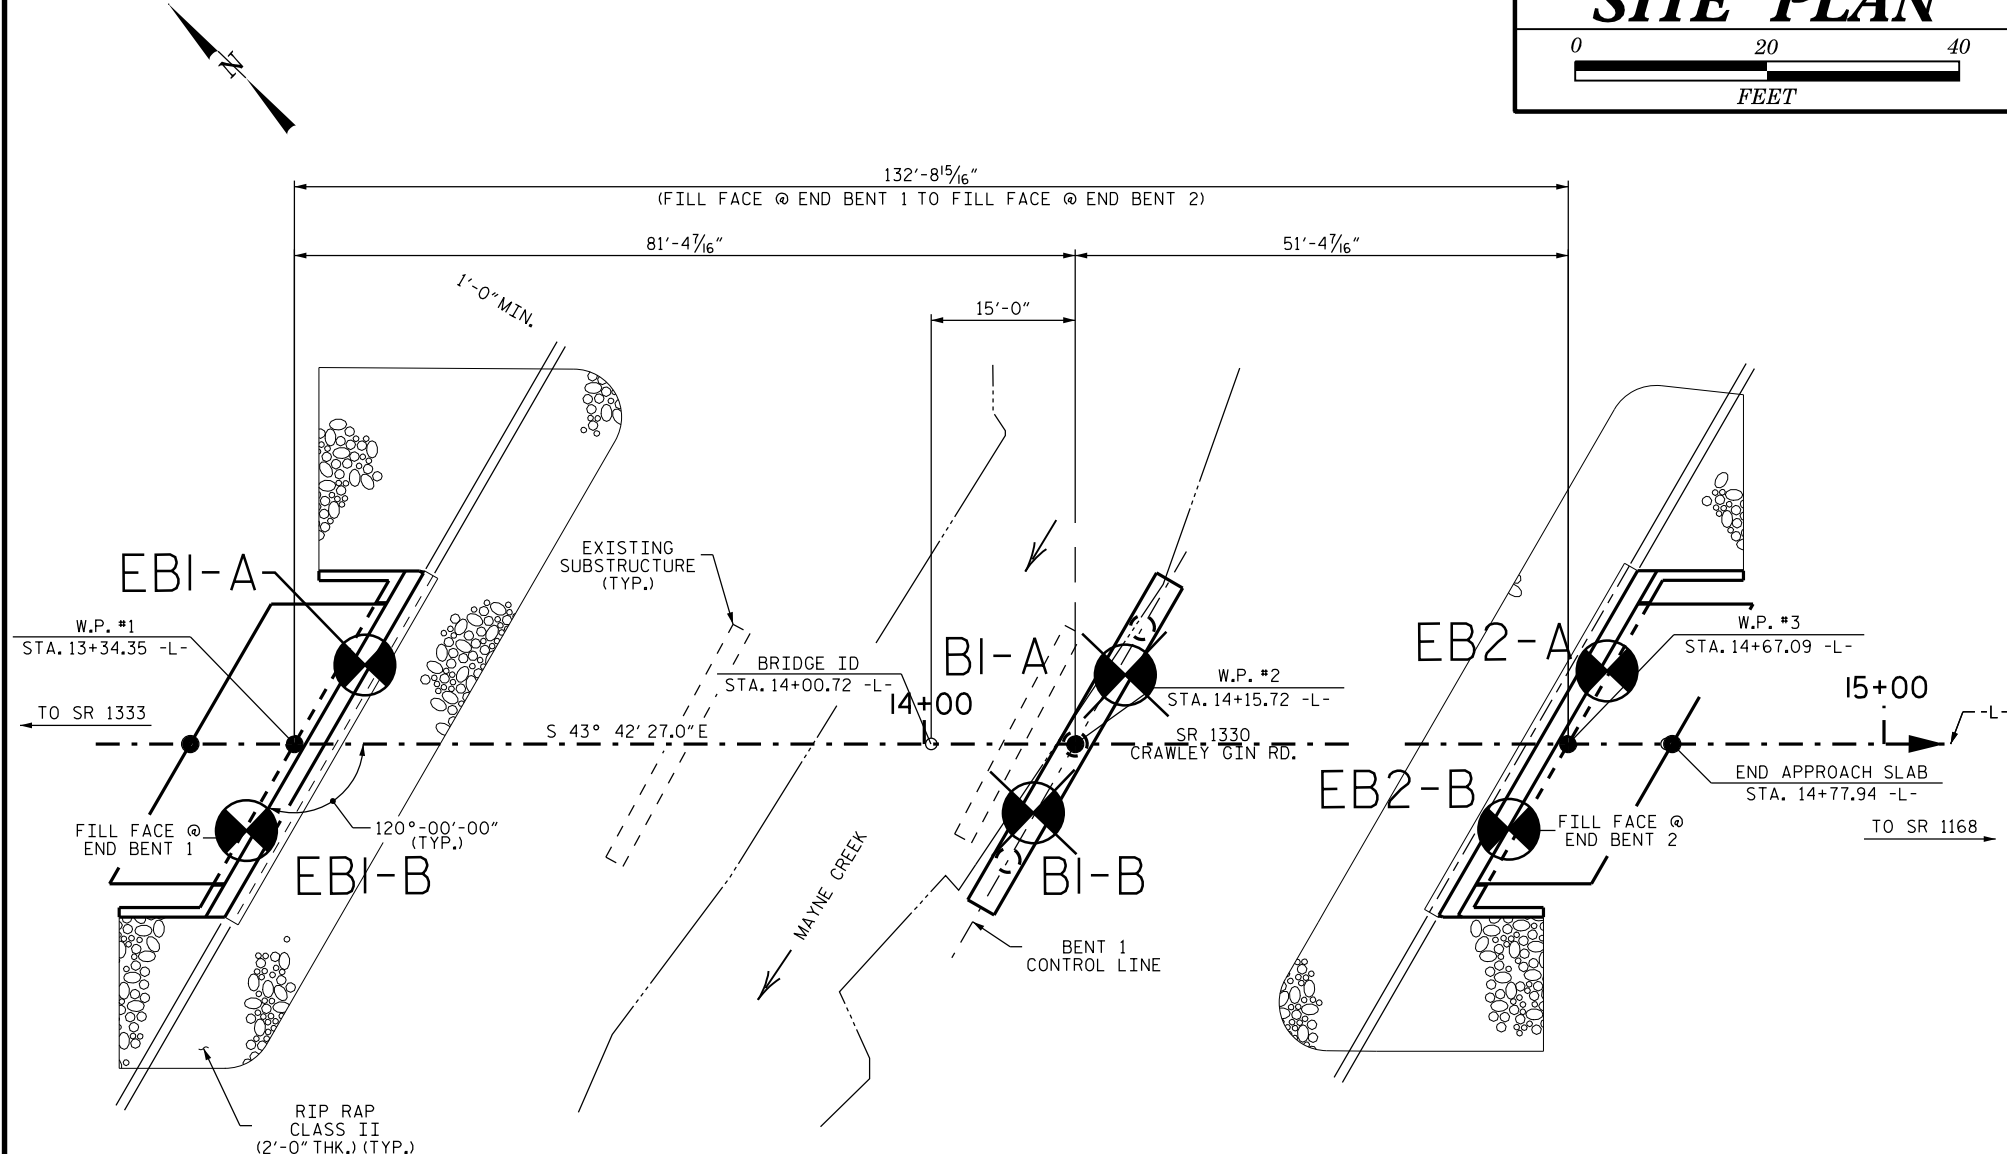 SITE PLAN
0 20 40
FEET
N
132'-8 15/16"
(FILL FACE @ END BENT 1 TO FILL FACE @ END BENT 2)
81'-4 7/16"
51'-4 7/16"
15'-0"
1'-0" MIN.
EB1-A
EXISTING
SUBSTRUCTURE
(TYP.)
W.P. #1
STA. 13+34.35 -L-
TO SR 1333
BRIDGE ID
STA. 14+00.72 -L-
14+00
B1-A
W.P. #2
STA. 14+15.72 -L-
EB2-A
W.P. #3
STA. 14+67.09 -L-
15+00
-L-
S 43° 42' 27.0" E
SR 1330
CRAWLEY GIN RD.
EB2-B
END APPROACH SLAB
STA. 14+77.94 -L-
FILL FACE @
END BENT 1
120°-00'-00"
(TYP.)
EB1-B
MAYNE CREEK
B1-B
FILL FACE @
END BENT 2
TO SR 1168
BENT 1
CONTROL LINE
RIP RAP
CLASS II
(2'-0" THK.) (TYP.)